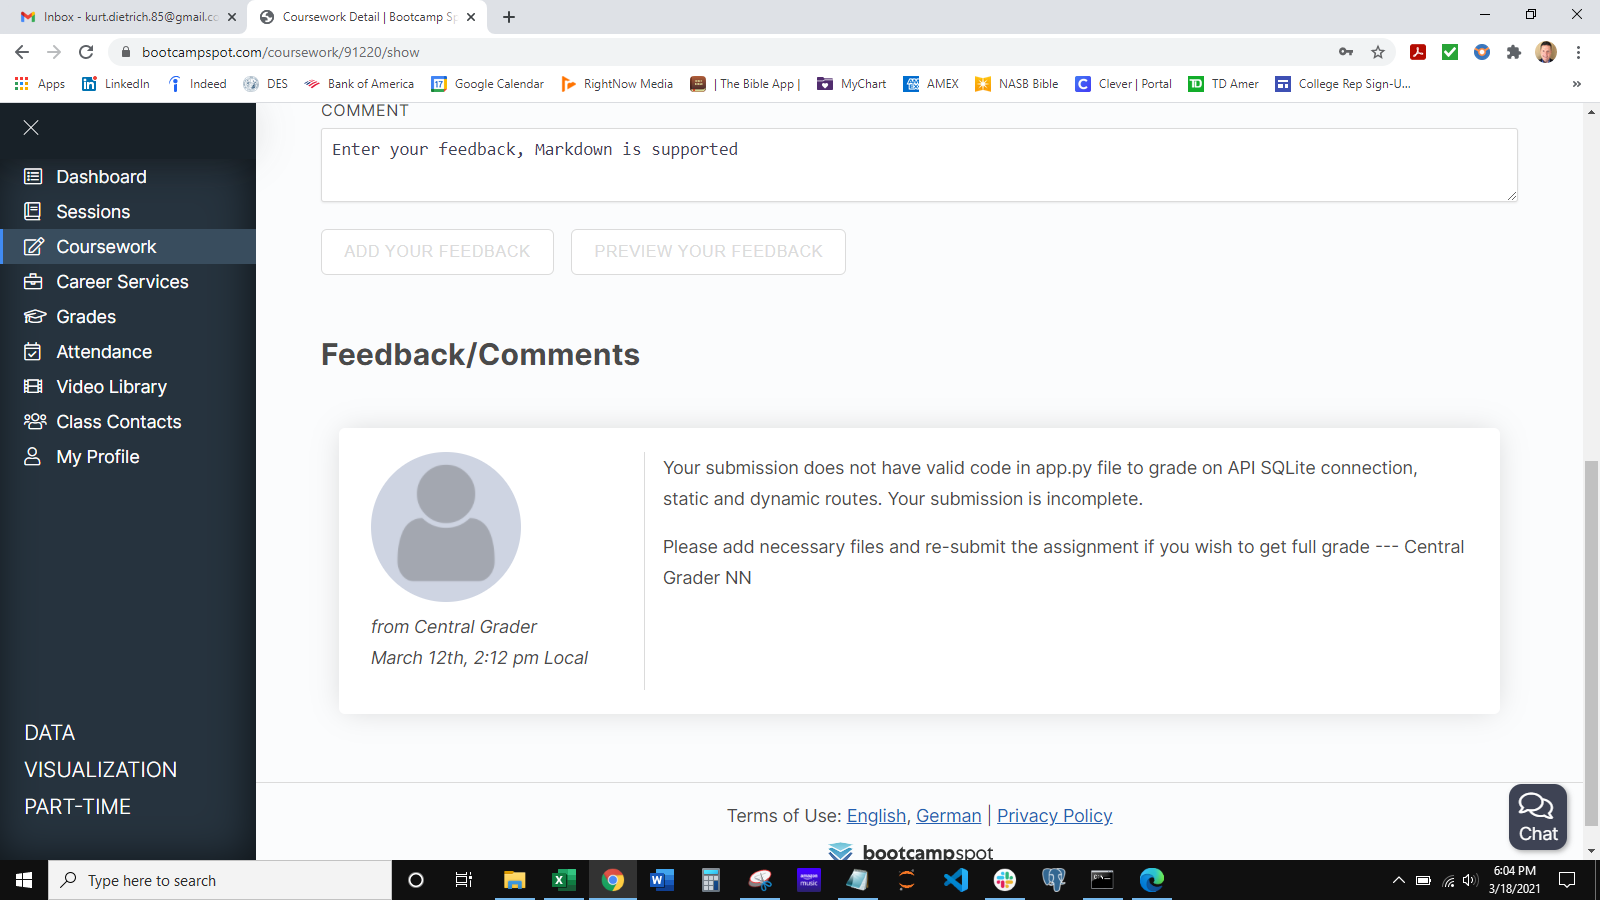 Inbox - kurt.dietrich.85@gmail.co
Coursework Detail | Bootcamp Sp
bootcampspot.com/coursework/91220/show
Apps
LinkedIn
Indeed
DES
Bank of America
17
Google Calendar
RightNow Media
| The Bible App |
MyChart
AMEX
NASB Bible
C
Clever | Portal
TD
TD Amer
College Rep Sign-U...
»
Dashboard
Sessions
Coursework
Career Services
Grades
Attendance
Video Library
Class Contacts
My Profile
DATA
VISUALIZATION
PART-TIME
COMMENT
Enter your feedback, Markdown is supported
ADD YOUR FEEDBACK
PREVIEW YOUR FEEDBACK
Feedback/Comments
from Central Grader
March 12th, 2:12 pm Local
Your submission does not have valid code in app.py file to grade on API SQLite connection,
static and dynamic routes. Your submission is incomplete.
Please add necessary files and re-submit the assignment if you wish to get full grade --- Central
Grader NN
Terms of Use: English, German | Privacy Policy
bootcampspot
Chat
Type here to search
6:04 PM
3/18/2021